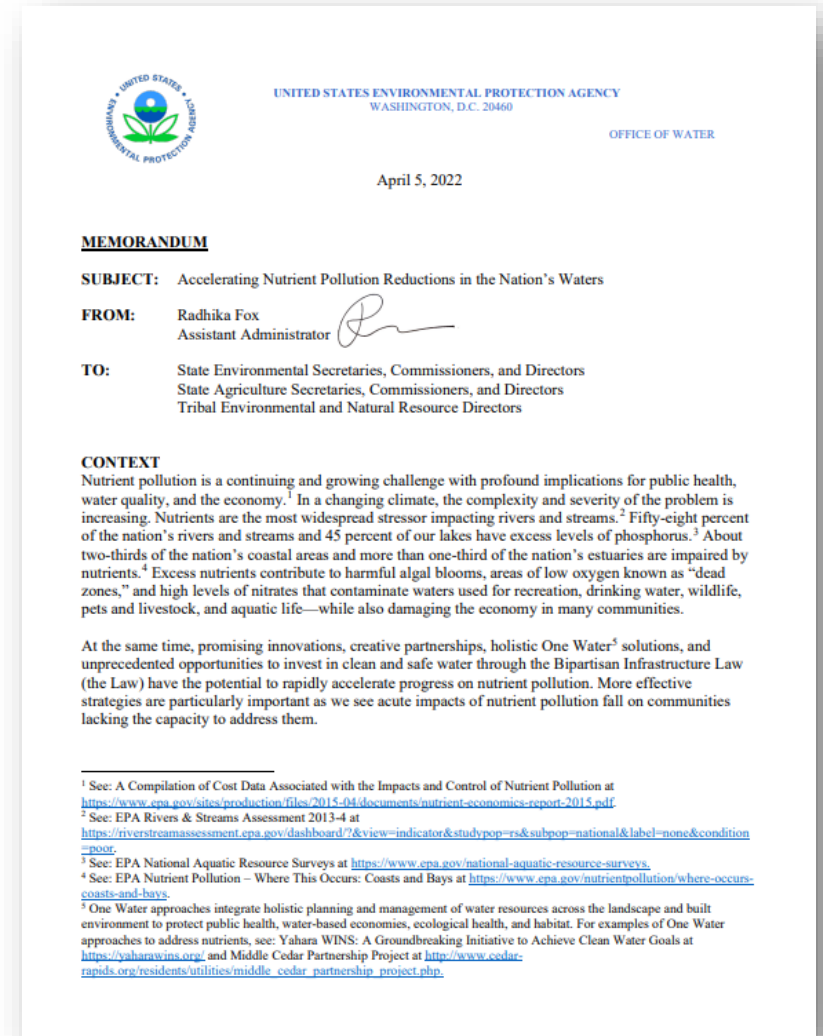 UNITED STATES ENVIRONMENTAL PROTECTION AGENCY
UNITED STATES ENVIRONMENTAL PROTECTION AGENCY
WASHINGTON, D.C. 20460
OFFICE OF WATER
April 5, 2022
MEMORANDUM
SUBJECT: Accelerating Nutrient Pollution Reductions in the Nation's Waters
FROM: Radhika Fox
Assistant Administrator
TO: State Environmental Secretaries, Commissioners, and Directors
State Agriculture Secretaries, Commissioners, and Directors
Tribal Environmental and Natural Resource Directors
CONTEXT
Nutrient pollution is a continuing and growing challenge with profound implications for public health,
water quality, and the economy.¹ In a changing climate, the complexity and severity of the problem is
increasing. Nutrients are the most widespread stressor impacting rivers and streams.² Fifty-eight percent
of the nation's rivers and streams and 45 percent of our lakes have excess levels of phosphorus.³ About
two-thirds of the nation's coastal areas and more than one-third of the nation's estuaries are impaired by
nutrients.⁴ Excess nutrients contribute to harmful algal blooms, areas of low oxygen known as “dead
zones,” and high levels of nitrates that contaminate waters used for recreation, drinking water, wildlife,
pets and livestock, and aquatic life—while also damaging the economy in many communities.
At the same time, promising innovations, creative partnerships, holistic One Water⁵ solutions, and
unprecedented opportunities to invest in clean and safe water through the Bipartisan Infrastructure Law
(the Law) have the potential to rapidly accelerate progress on nutrient pollution. More effective
strategies are particularly important as we see acute impacts of nutrient pollution fall on communities
lacking the capacity to address them.
¹ See: A Compilation of Cost Data Associated with the Impacts and Control of Nutrient Pollution at
https://www.epa.gov/sites/production/files/2015-04/documents/nutrient-economics-report-2015.pdf.
² See: EPA Rivers & Streams Assessment 2013-4 at
https://riverstreamassessment.epa.gov/dashboard/?&view=indicator&studypop=rs&subpop=national&label=none&condition
=poor.
³ See: EPA National Aquatic Resource Surveys at https://www.epa.gov/national-aquatic-resource-surveys.
⁴ See: EPA Nutrient Pollution – Where This Occurs: Coasts and Bays at https://www.epa.gov/nutrientpollution/where-occurs-
coasts-and-bays.
⁵ One Water approaches integrate holistic planning and management of water resources across the landscape and built
environment to protect public health, water-based economies, ecological health, and habitat. For examples of One Water
approaches to address nutrients, see: Yahara WINS: A Groundbreaking Initiative to Achieve Clean Water Goals at
https://yaharawins.org/ and Middle Cedar Partnership Project at http://www.cedar-
rapids.org/residents/utilities/middle_cedar_partnership_project.php.